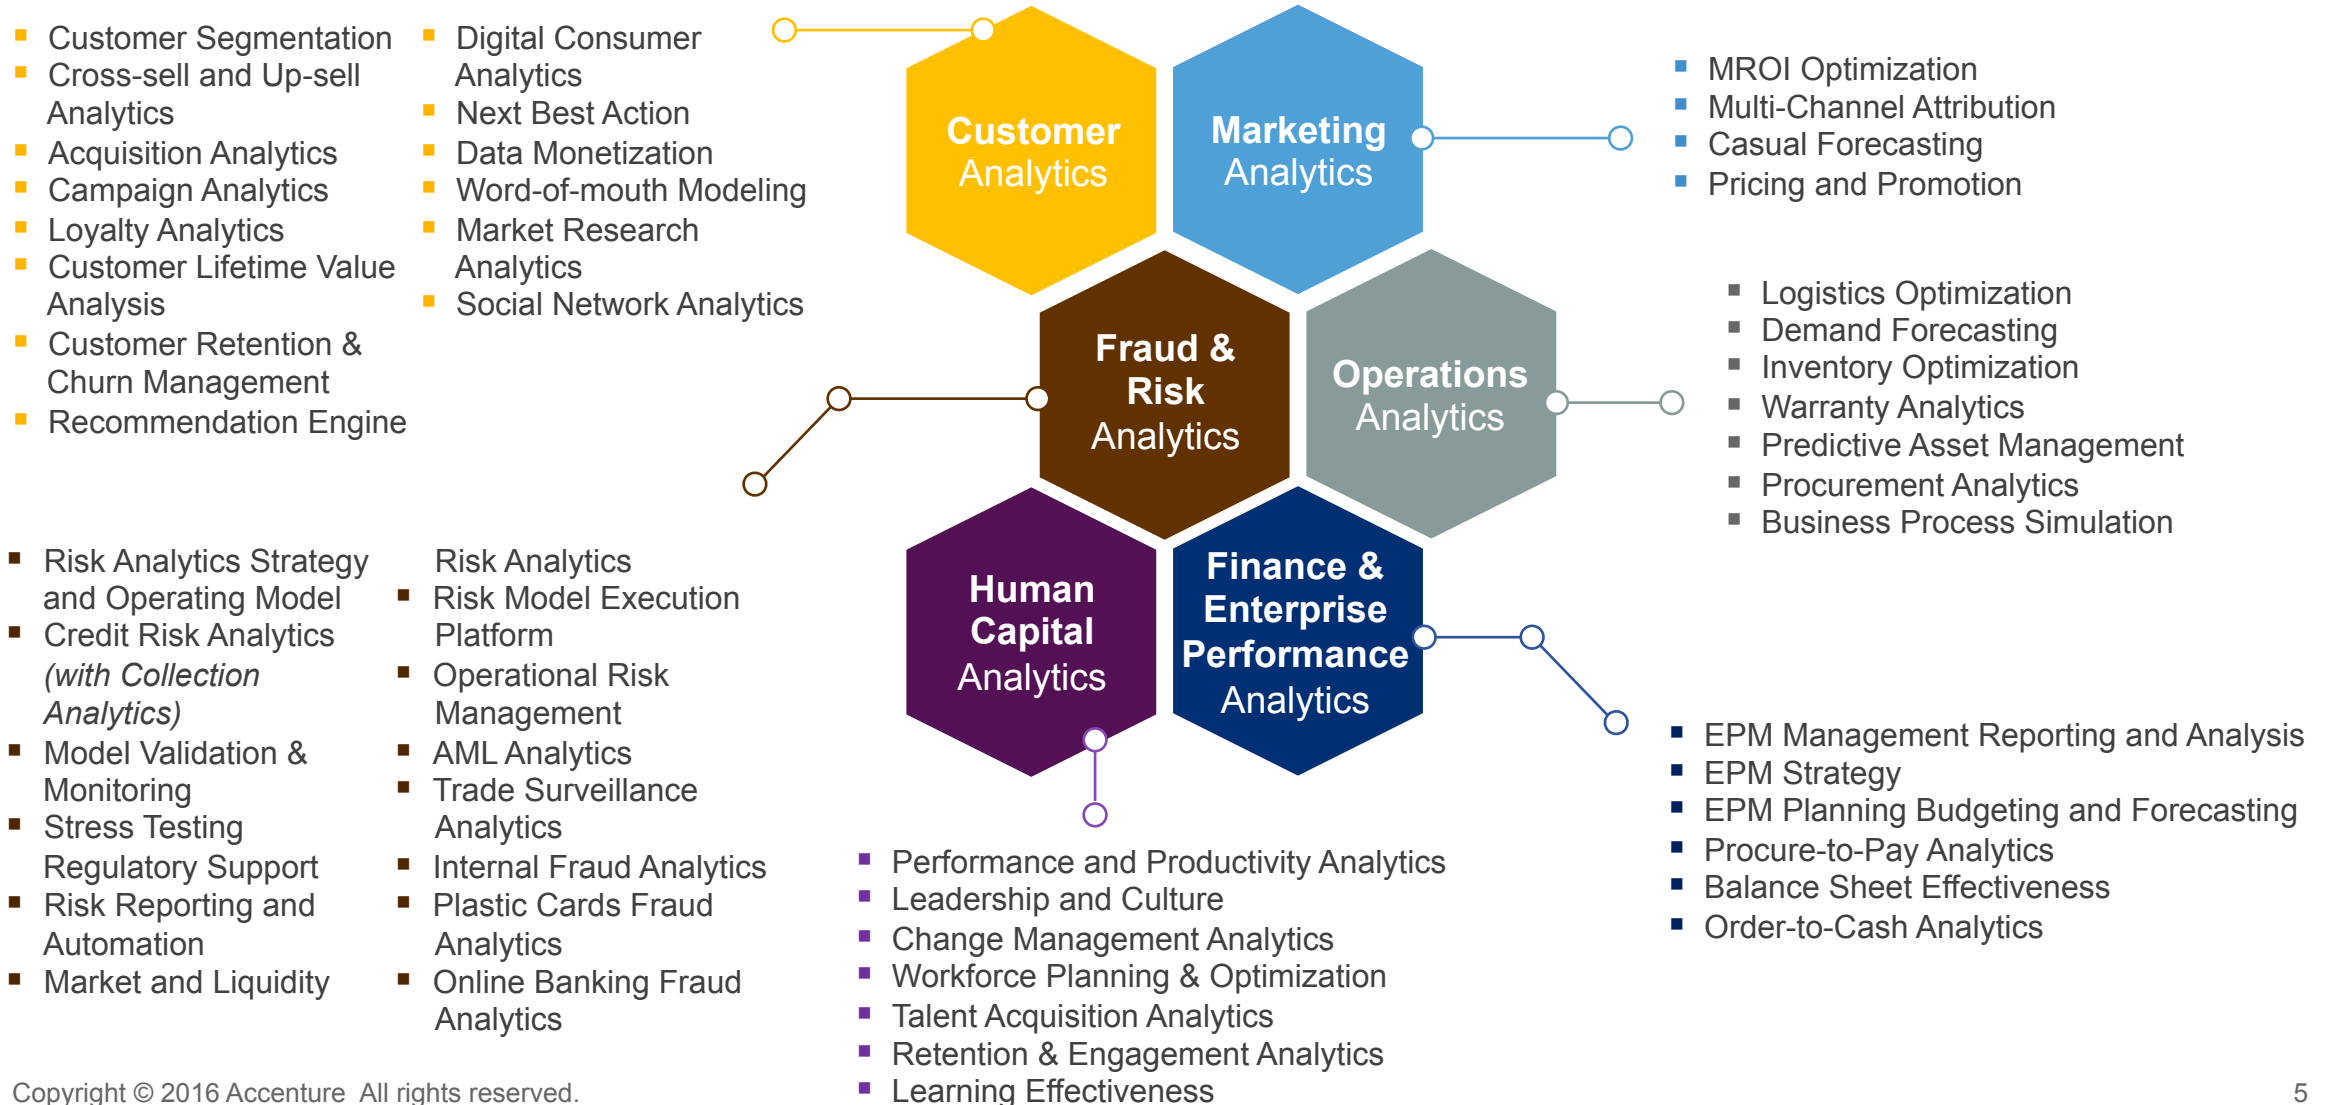 Customer Segmentation
Cross-sell and Up-sell
Analytics
Acquisition Analytics
Campaign Analytics
Loyalty Analytics
Customer Lifetime Value
Analysis
Customer Retention &
Churn Management
Recommendation Engine
Digital Consumer
Analytics
Next Best Action
Data Monetization
Word-of-mouth Modeling
Market Research
Analytics
Social Network Analytics
Customer
Analytics
Marketing
Analytics
MROI Optimization
Multi-Channel Attribution
Casual Forecasting
Pricing and Promotion
Fraud &
Risk
Analytics
Operations
Analytics
Logistics Optimization
Demand Forecasting
Inventory Optimization
Warranty Analytics
Predictive Asset Management
Procurement Analytics
Business Process Simulation
Risk Analytics Strategy
and Operating Model
Credit Risk Analytics
(with Collection
Analytics)
Model Validation &
Monitoring
Stress Testing
Regulatory Support
Risk Reporting and
Automation
Market and Liquidity
Risk Analytics
Risk Model Execution
Platform
Operational Risk
Management
AML Analytics
Trade Surveillance
Analytics
Internal Fraud Analytics
Plastic Cards Fraud
Analytics
Online Banking Fraud
Analytics
Human
Capital
Analytics
Finance &
Enterprise
Performance
Analytics
Performance and Productivity Analytics
Leadership and Culture
Change Management Analytics
Workforce Planning & Optimization
Talent Acquisition Analytics
Retention & Engagement Analytics
Learning Effectiveness
EPM Management Reporting and Analysis
EPM Strategy
EPM Planning Budgeting and Forecasting
Procure-to-Pay Analytics
Balance Sheet Effectiveness
Order-to-Cash Analytics
Copyright © 2016 Accenture All rights reserved.
5